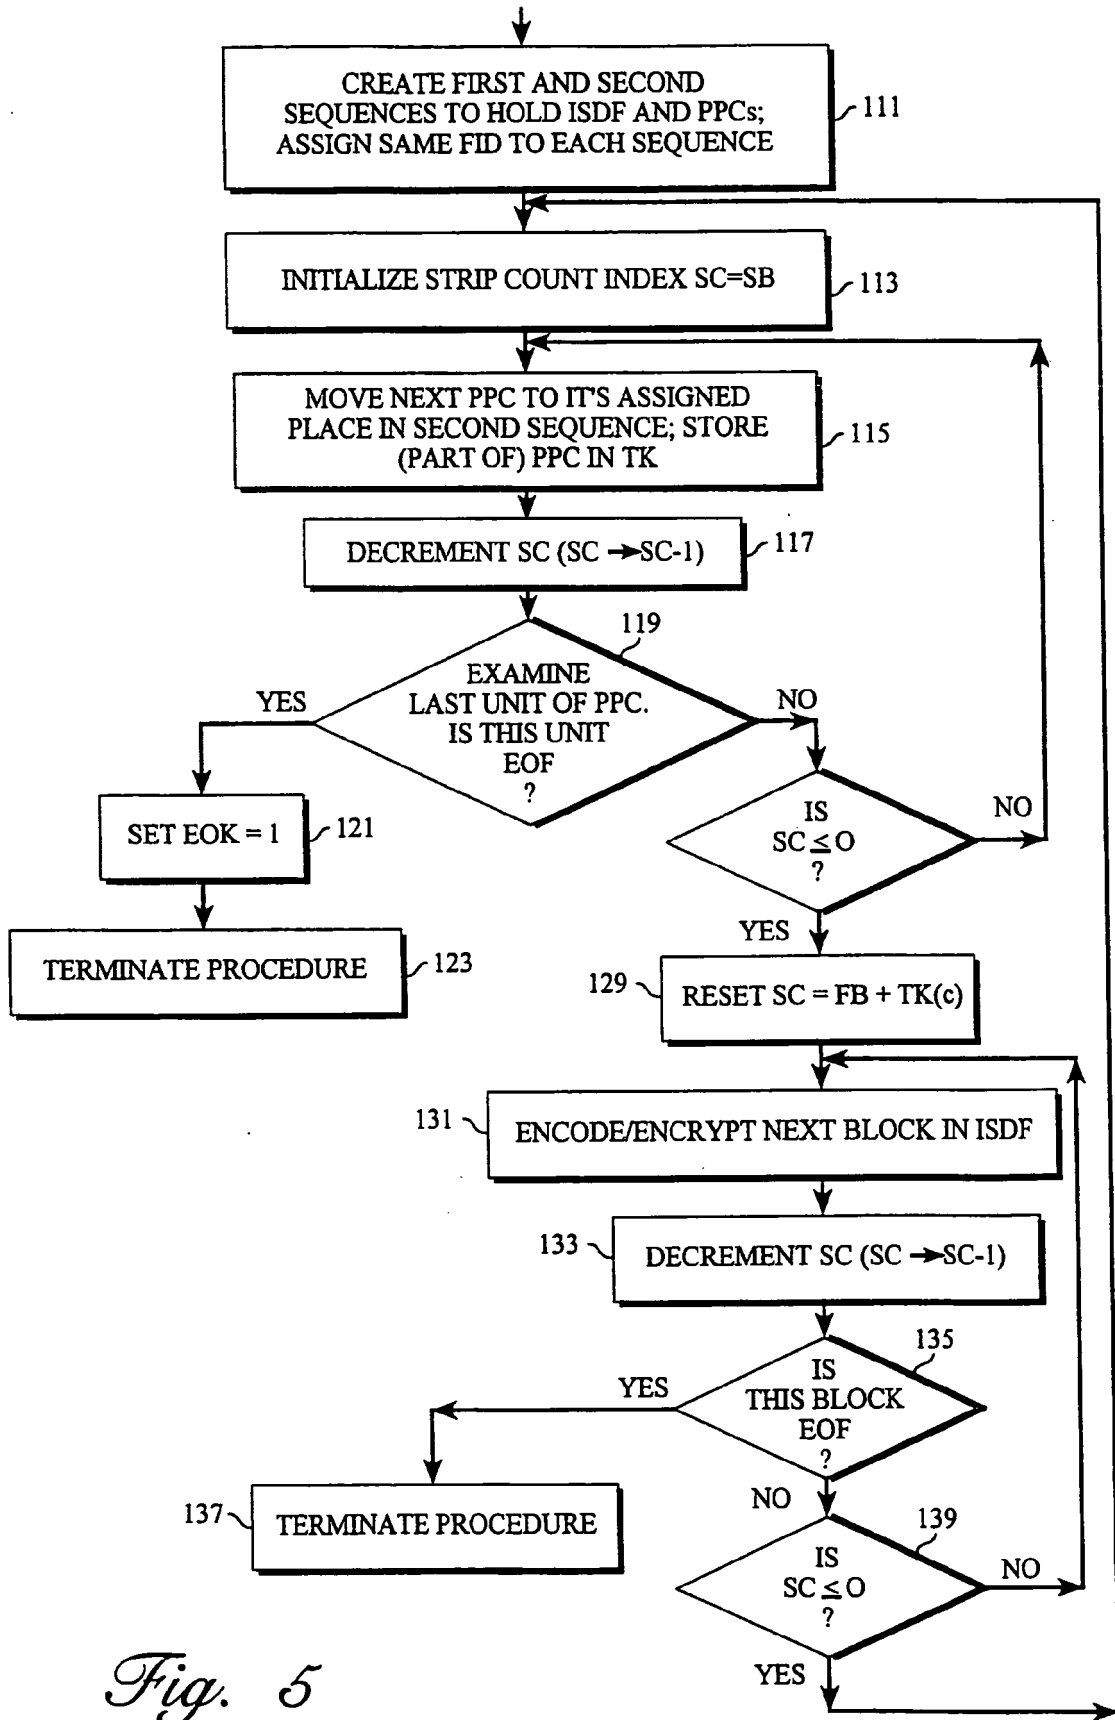 CREATE FIRST AND SECOND
SEQUENCES TO HOLD ISDF AND PPCs;
ASSIGN SAME FID TO EACH SEQUENCE
111
INITIALIZE STRIP COUNT INDEX SC=SB
113
MOVE NEXT PPC TO IT'S ASSIGNED
PLACE IN SECOND SEQUENCE; STORE
(PART OF) PPC IN TK
115
DECREMENT SC (SC →SC-1)
117
119
EXAMINE
LAST UNIT OF PPC.
IS THIS UNIT
EOF
?
YES
NO
SET EOK = 1
121
IS
SC ≤ O
?
NO
YES
TERMINATE PROCEDURE
123
129
RESET SC = FB + TK(c)
131
ENCODE/ENCRYPT NEXT BLOCK IN ISDF
133
DECREMENT SC (SC →SC-1)
135
IS
THIS BLOCK
EOF
?
YES
NO
137
TERMINATE PROCEDURE
139
IS
SC ≤ O
?
NO
YES
Fig. 5